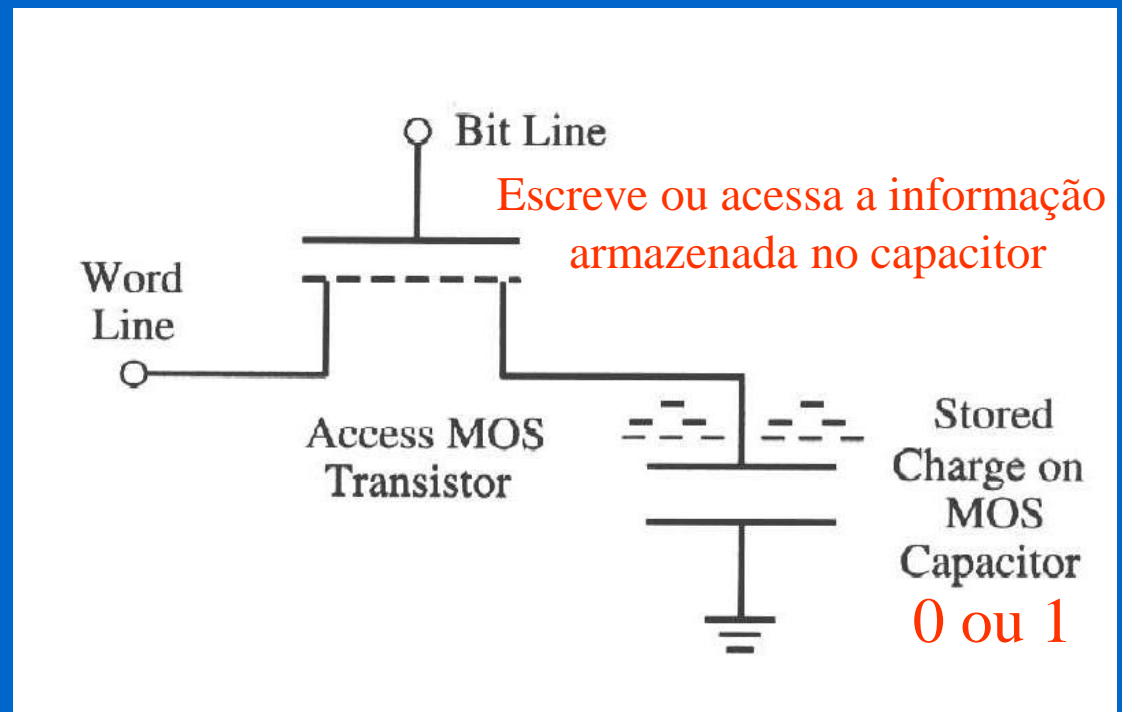 Bit Line
Escreve ou acessa a informação
armazenada no capacitor
Word
Line
Access MOS
Transistor
Stored
Charge on
MOS
Capacitor
0 ou 1